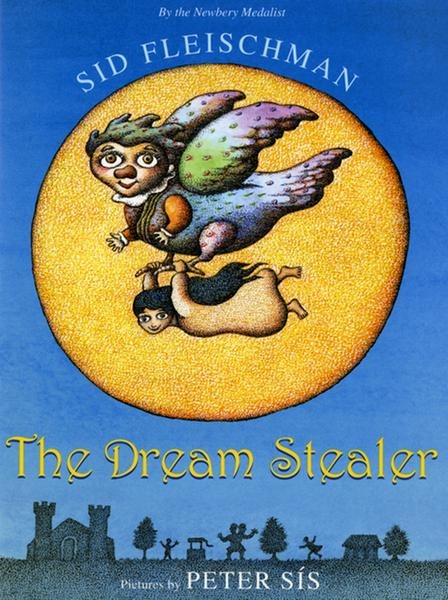 By the Newbery Medalist
SID FLEISCHMAN
The Dream Stealer
Pictures by PETER SÍS